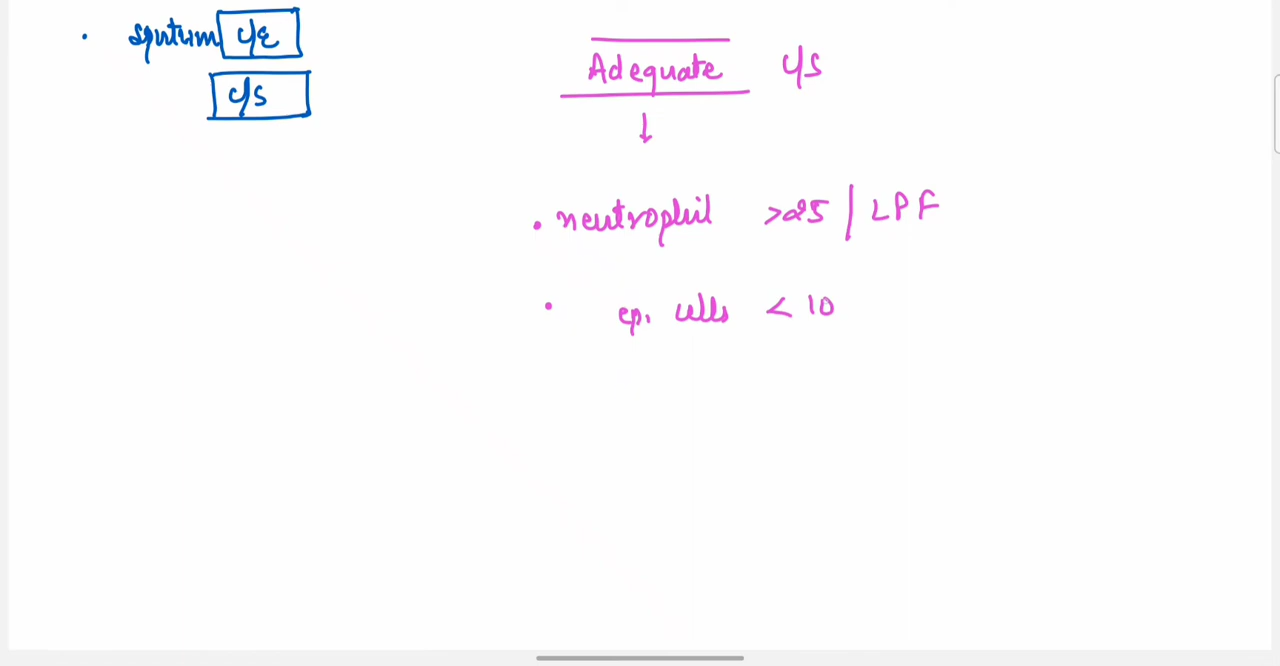 • sputum C/E
C/S
Adequate C/S
↓
• neutrophil >25 / LPF
• ep. cells < 10